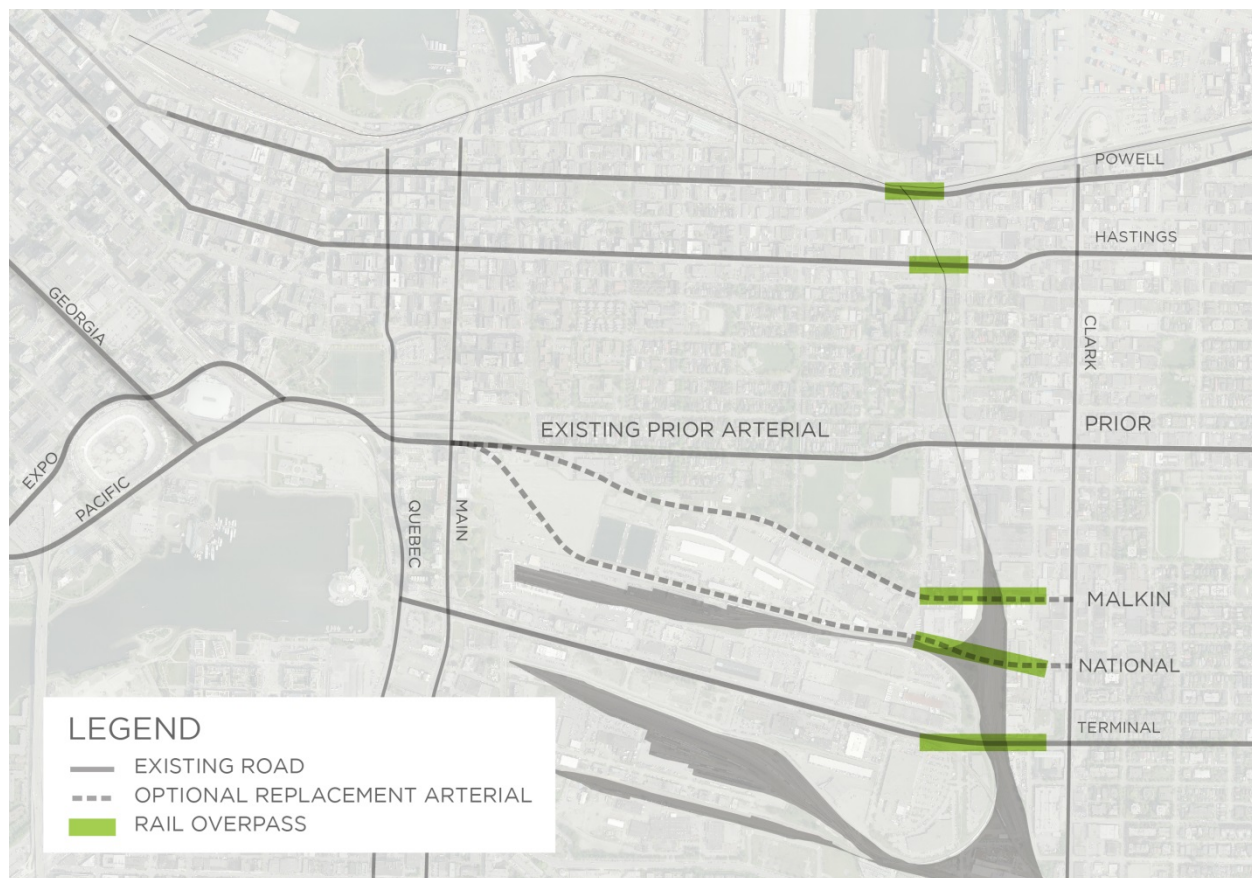 POWELL
HASTINGS
GEORGIA
CLARK
EXISTING PRIOR ARTERIAL
PRIOR
EXPO
PACIFIC
QUEBEC
MAIN
MALKIN
NATIONAL
TERMINAL
LEGEND
EXISTING ROAD
OPTIONAL REPLACEMENT ARTERIAL
RAIL OVERPASS